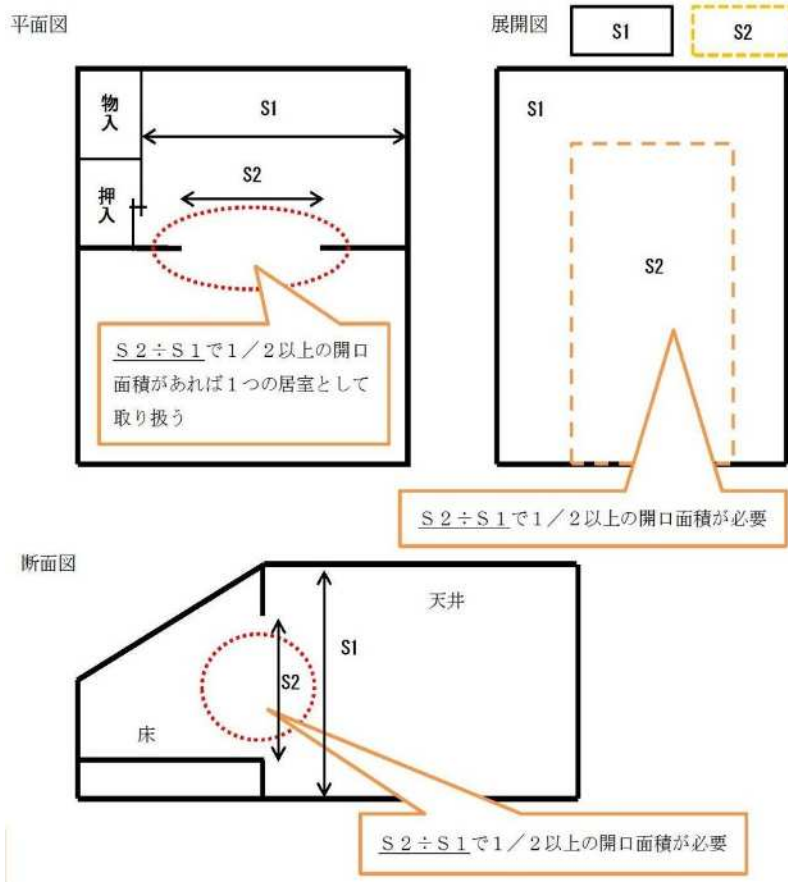 平面図
展開図
S1
S2
物入
S1
S1
押入
S2
S2
S2÷S1で1/2以上の開口
面積があれば1つの居室として
取り扱う
S2÷S1で1/2以上の開口面積が必要
断面図
天井
S1
S2
床
S2÷S1で1/2以上の開口面積が必要